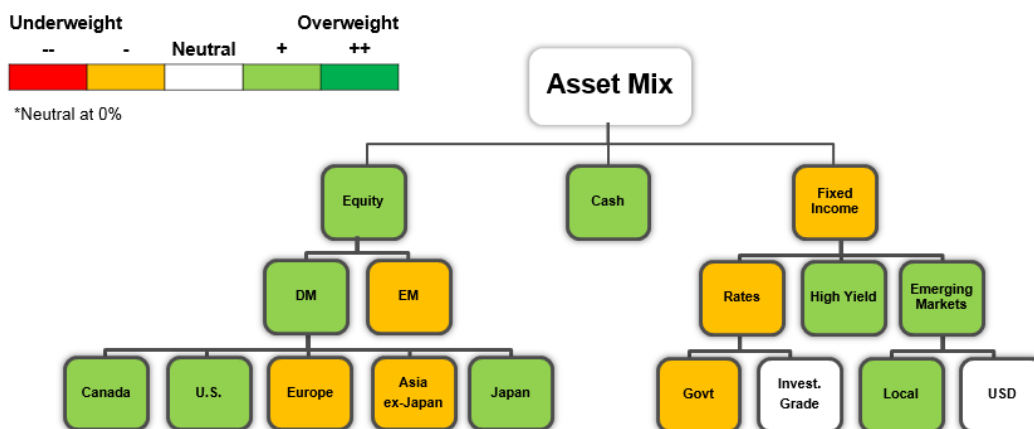 Underweight Overweight
-- - Neutral + ++
*Neutral at 0%
Asset Mix
Equity
Cash
Fixed
Income
DM
EM
Rates
High Yield
Emerging
Markets
Canada
U.S.
Europe
Asia
ex-Japan
Japan
Govt
Invest.
Grade
Local
USD